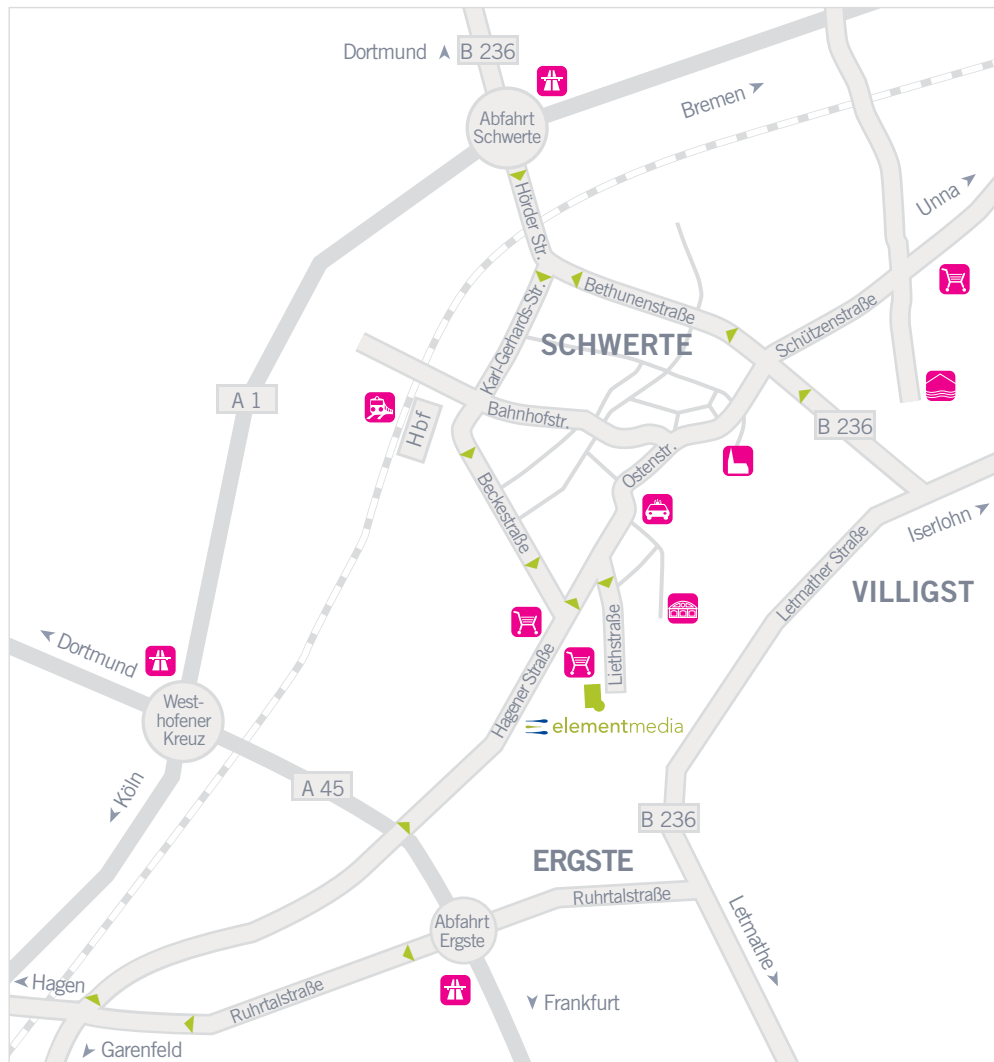 Dortmund
B 236
Abfahrt
Schwerte
Bremen
Hörder Str.
Unna
Bethunenstraße
Karl-Gerhards-Str.
SCHWERTE
Schützenstraße
A 1
Hbf
Bahnhofstr.
B 236
Ostenstr.
Beckestraße
Iserlohn
Letmather Straße
VILLIGST
Dortmund
Liethstraße
Hagener Straße
West-
hofener
Kreuz
elementmedia
Köln
A 45
B 236
ERGSTE
Ruhrtalstraße
Abfahrt
Ergste
Letmathe
Hagen
Ruhrtalstraße
Frankfurt
Garenfeld